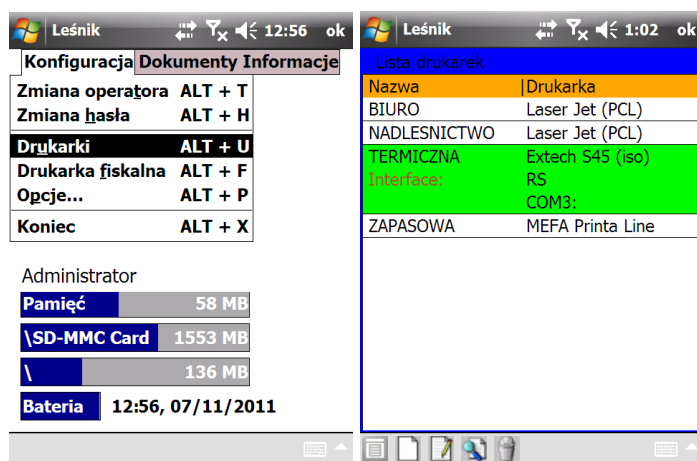 Leśnik 12:56 ok
Konfiguracja Dokumenty Informacje
Zmiana operatora ALT + T
Zmiana hasła ALT + H
Drukarki ALT + U
Drukarka fiskalna ALT + F
Opcje... ALT + P
Koniec ALT + X
Administrator
Pamięć 58 MB
\SD-MMC Card 1553 MB
\ 136 MB
Bateria 12:56, 07/11/2011
Leśnik 1:02 ok
Lista drukarek
Nazwa |Drukarka
BIURO Laser Jet (PCL)
NADLESNICTWO Laser Jet (PCL)
TERMICZNA Extech S45 (iso)
Interface: RS
COM3:
ZAPASOWA MEFA Printa Line